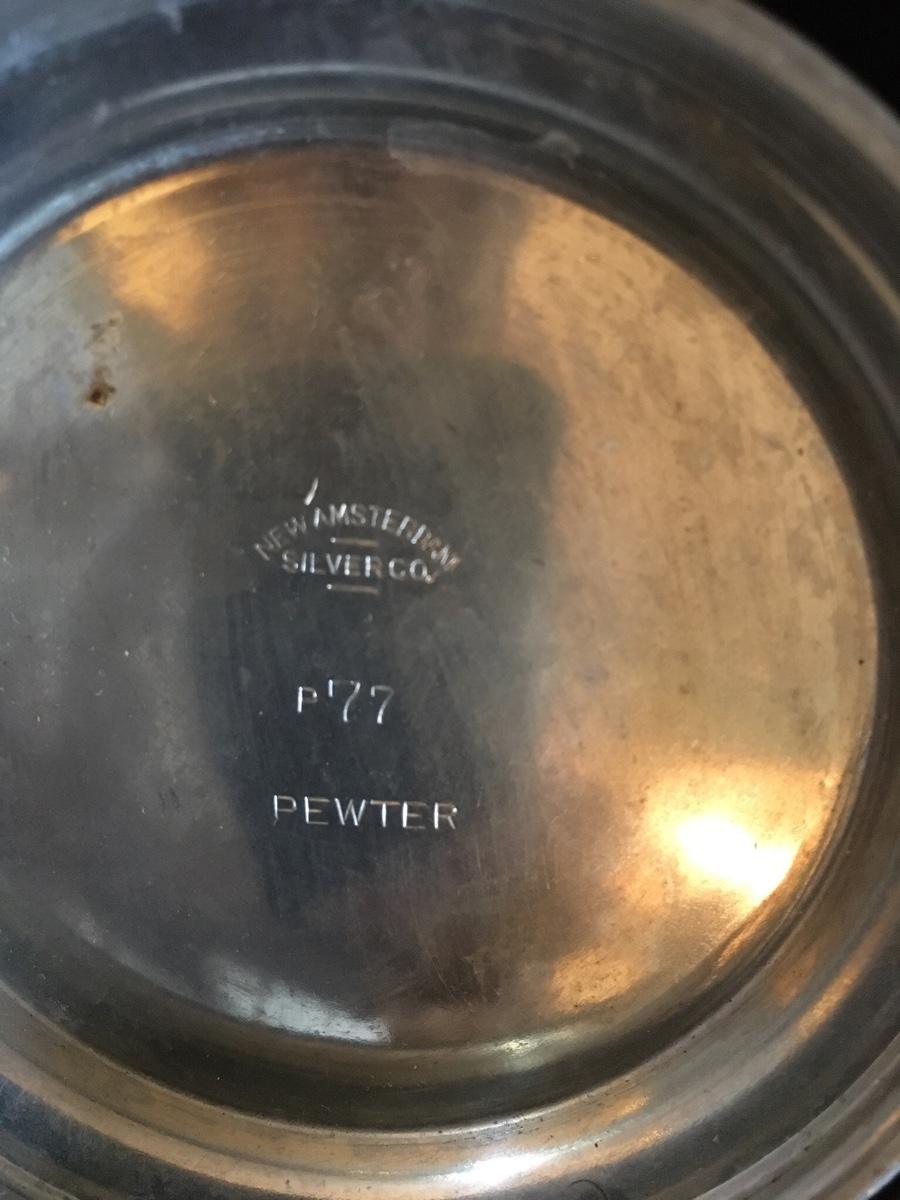 NEW AMSTERDAM
SILVER CO.
P77
PEWTER